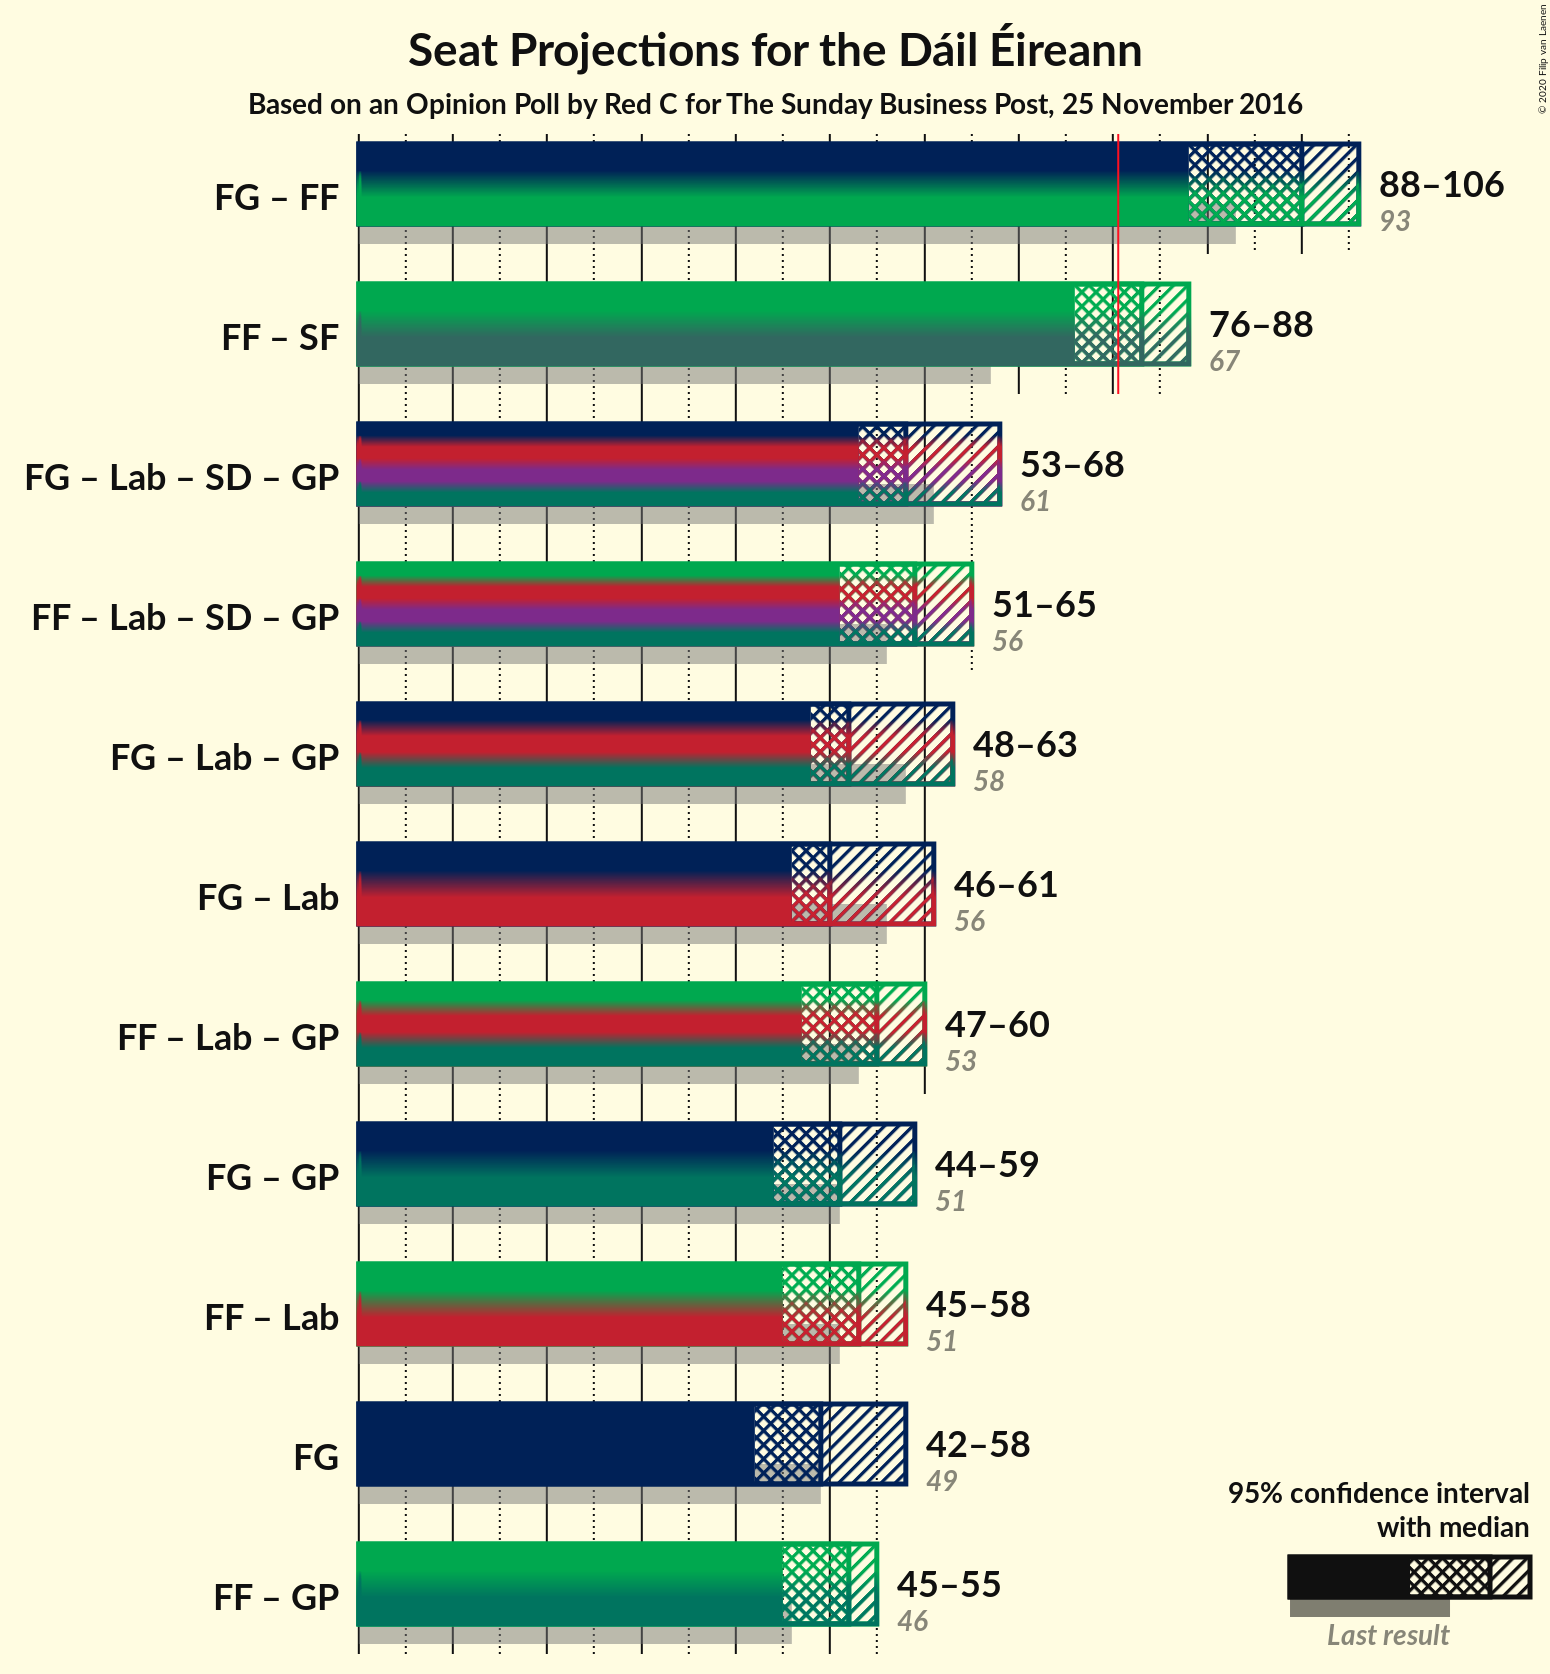 Seat Projections for the Dáil Éireann
Based on an Opinion Poll by Red C for The Sunday Business Post, 25 November 2016
© 2020 Filip van Laenen
FG – FF
88–106
93
FF – SF
76–88
67
FG – Lab – SD – GP
53–68
61
FF – Lab – SD – GP
51–65
56
FG – Lab – GP
48–63
58
FG – Lab
46–61
56
FF – Lab – GP
47–60
53
FG – GP
44–59
51
FF – Lab
45–58
51
FG
42–58
49
FF – GP
45–55
46
95% confidence interval
with median
Last result